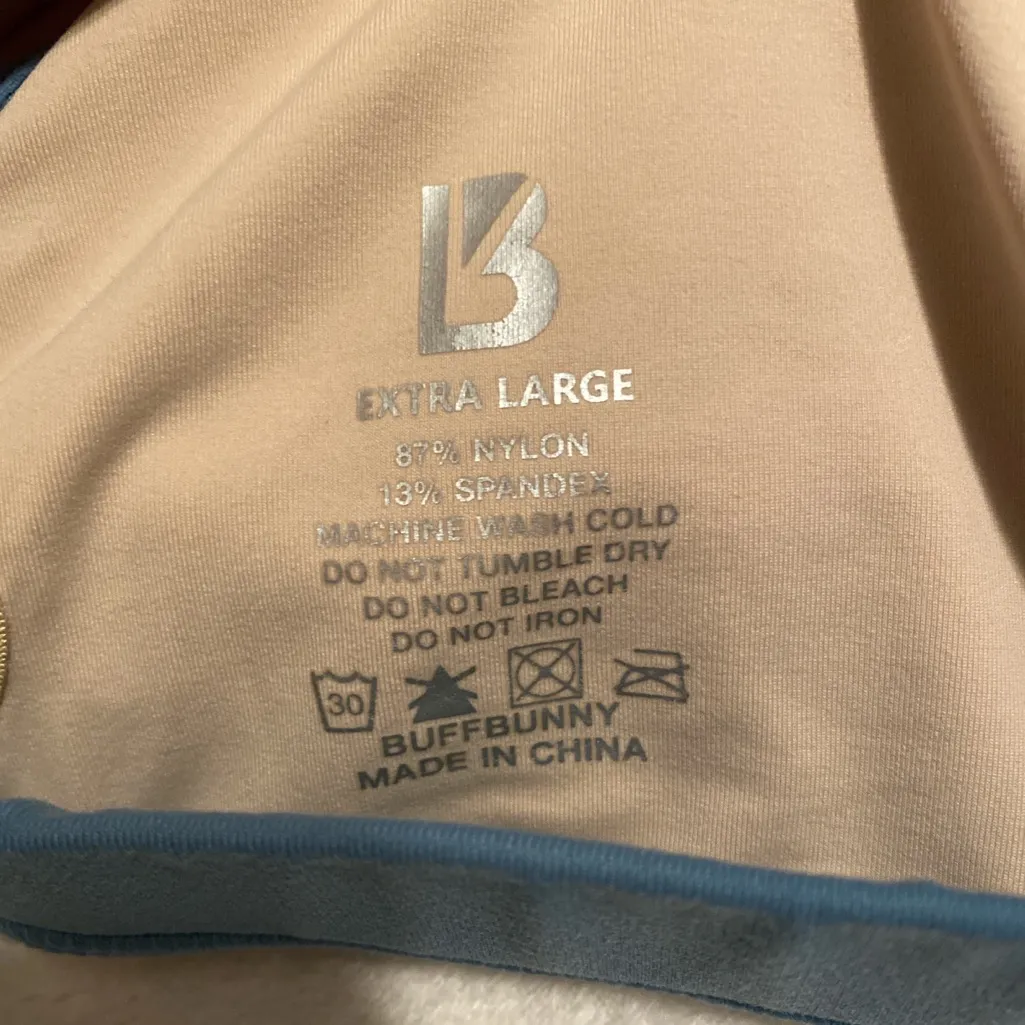 B
EXTRA LARGE
87% NYLON
13% SPANDEX
MACHINE WASH COLD
DO NOT TUMBLE DRY
DO NOT BLEACH
DO NOT IRON
30
BUFFBUNNY
MADE IN CHINA